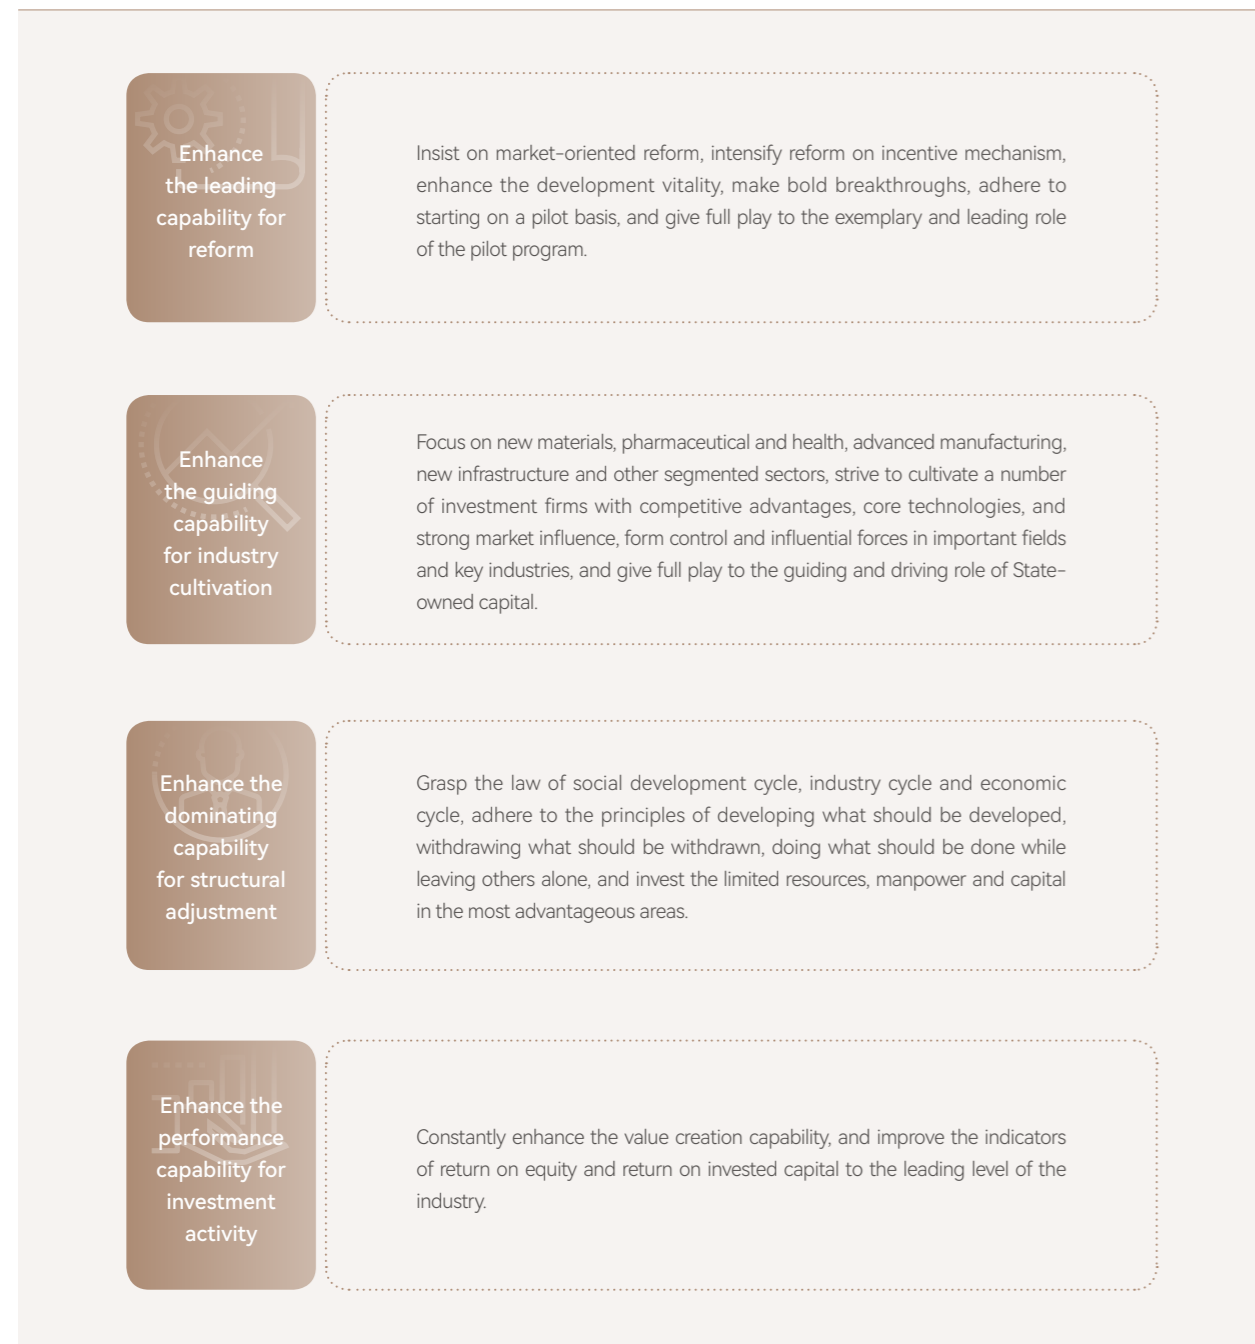 Enhance
the leading
capability for
reform
Insist on market-oriented reform, intensify reform on incentive mechanism,
enhance the development vitality, make bold breakthroughs, adhere to
starting on a pilot basis, and give full play to the exemplary and leading role
of the pilot program.
Enhance
the guiding
capability
for industry
cultivation
Focus on new materials, pharmaceutical and health, advanced manufacturing,
new infrastructure and other segmented sectors, strive to cultivate a number
of investment firms with competitive advantages, core technologies, and
strong market influence, form control and influential forces in important fields
and key industries, and give full play to the guiding and driving role of State-
owned capital.
Enhance the
dominating
capability
for structural
adjustment
Grasp the law of social development cycle, industry cycle and economic
cycle, adhere to the principles of developing what should be developed,
withdrawing what should be withdrawn, doing what should be done while
leaving others alone, and invest the limited resources, manpower and capital
in the most advantageous areas.
Enhance the
performance
capability for
investment
activity
Constantly enhance the value creation capability, and improve the indicators
of return on equity and return on invested capital to the leading level of the
industry.